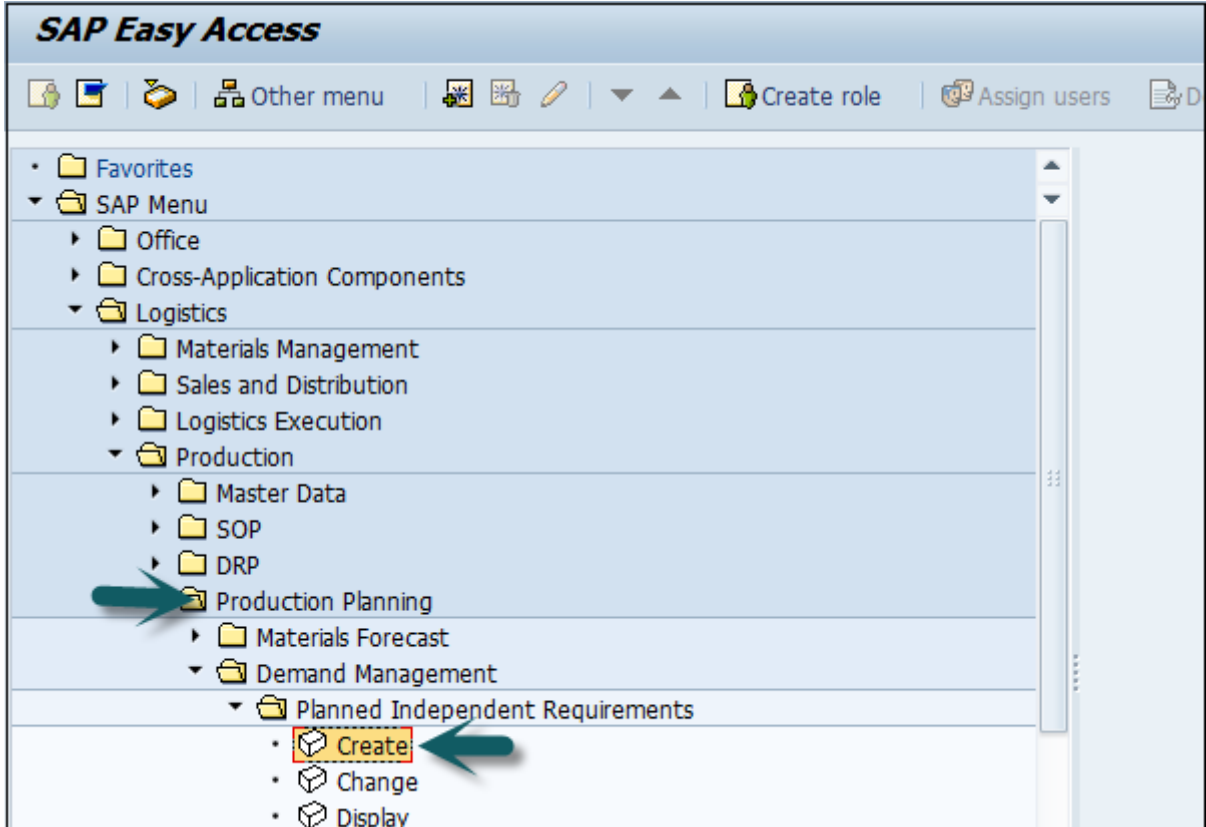 SAP Easy Access
Other menu Create role Assign users D
Favorites
SAP Menu
Office
Cross-Application Components
Logistics
Materials Management
Sales and Distribution
Logistics Execution
Production
Master Data
SOP
DRP
Production Planning
Materials Forecast
Demand Management
Planned Independent Requirements
Create
Change
Display